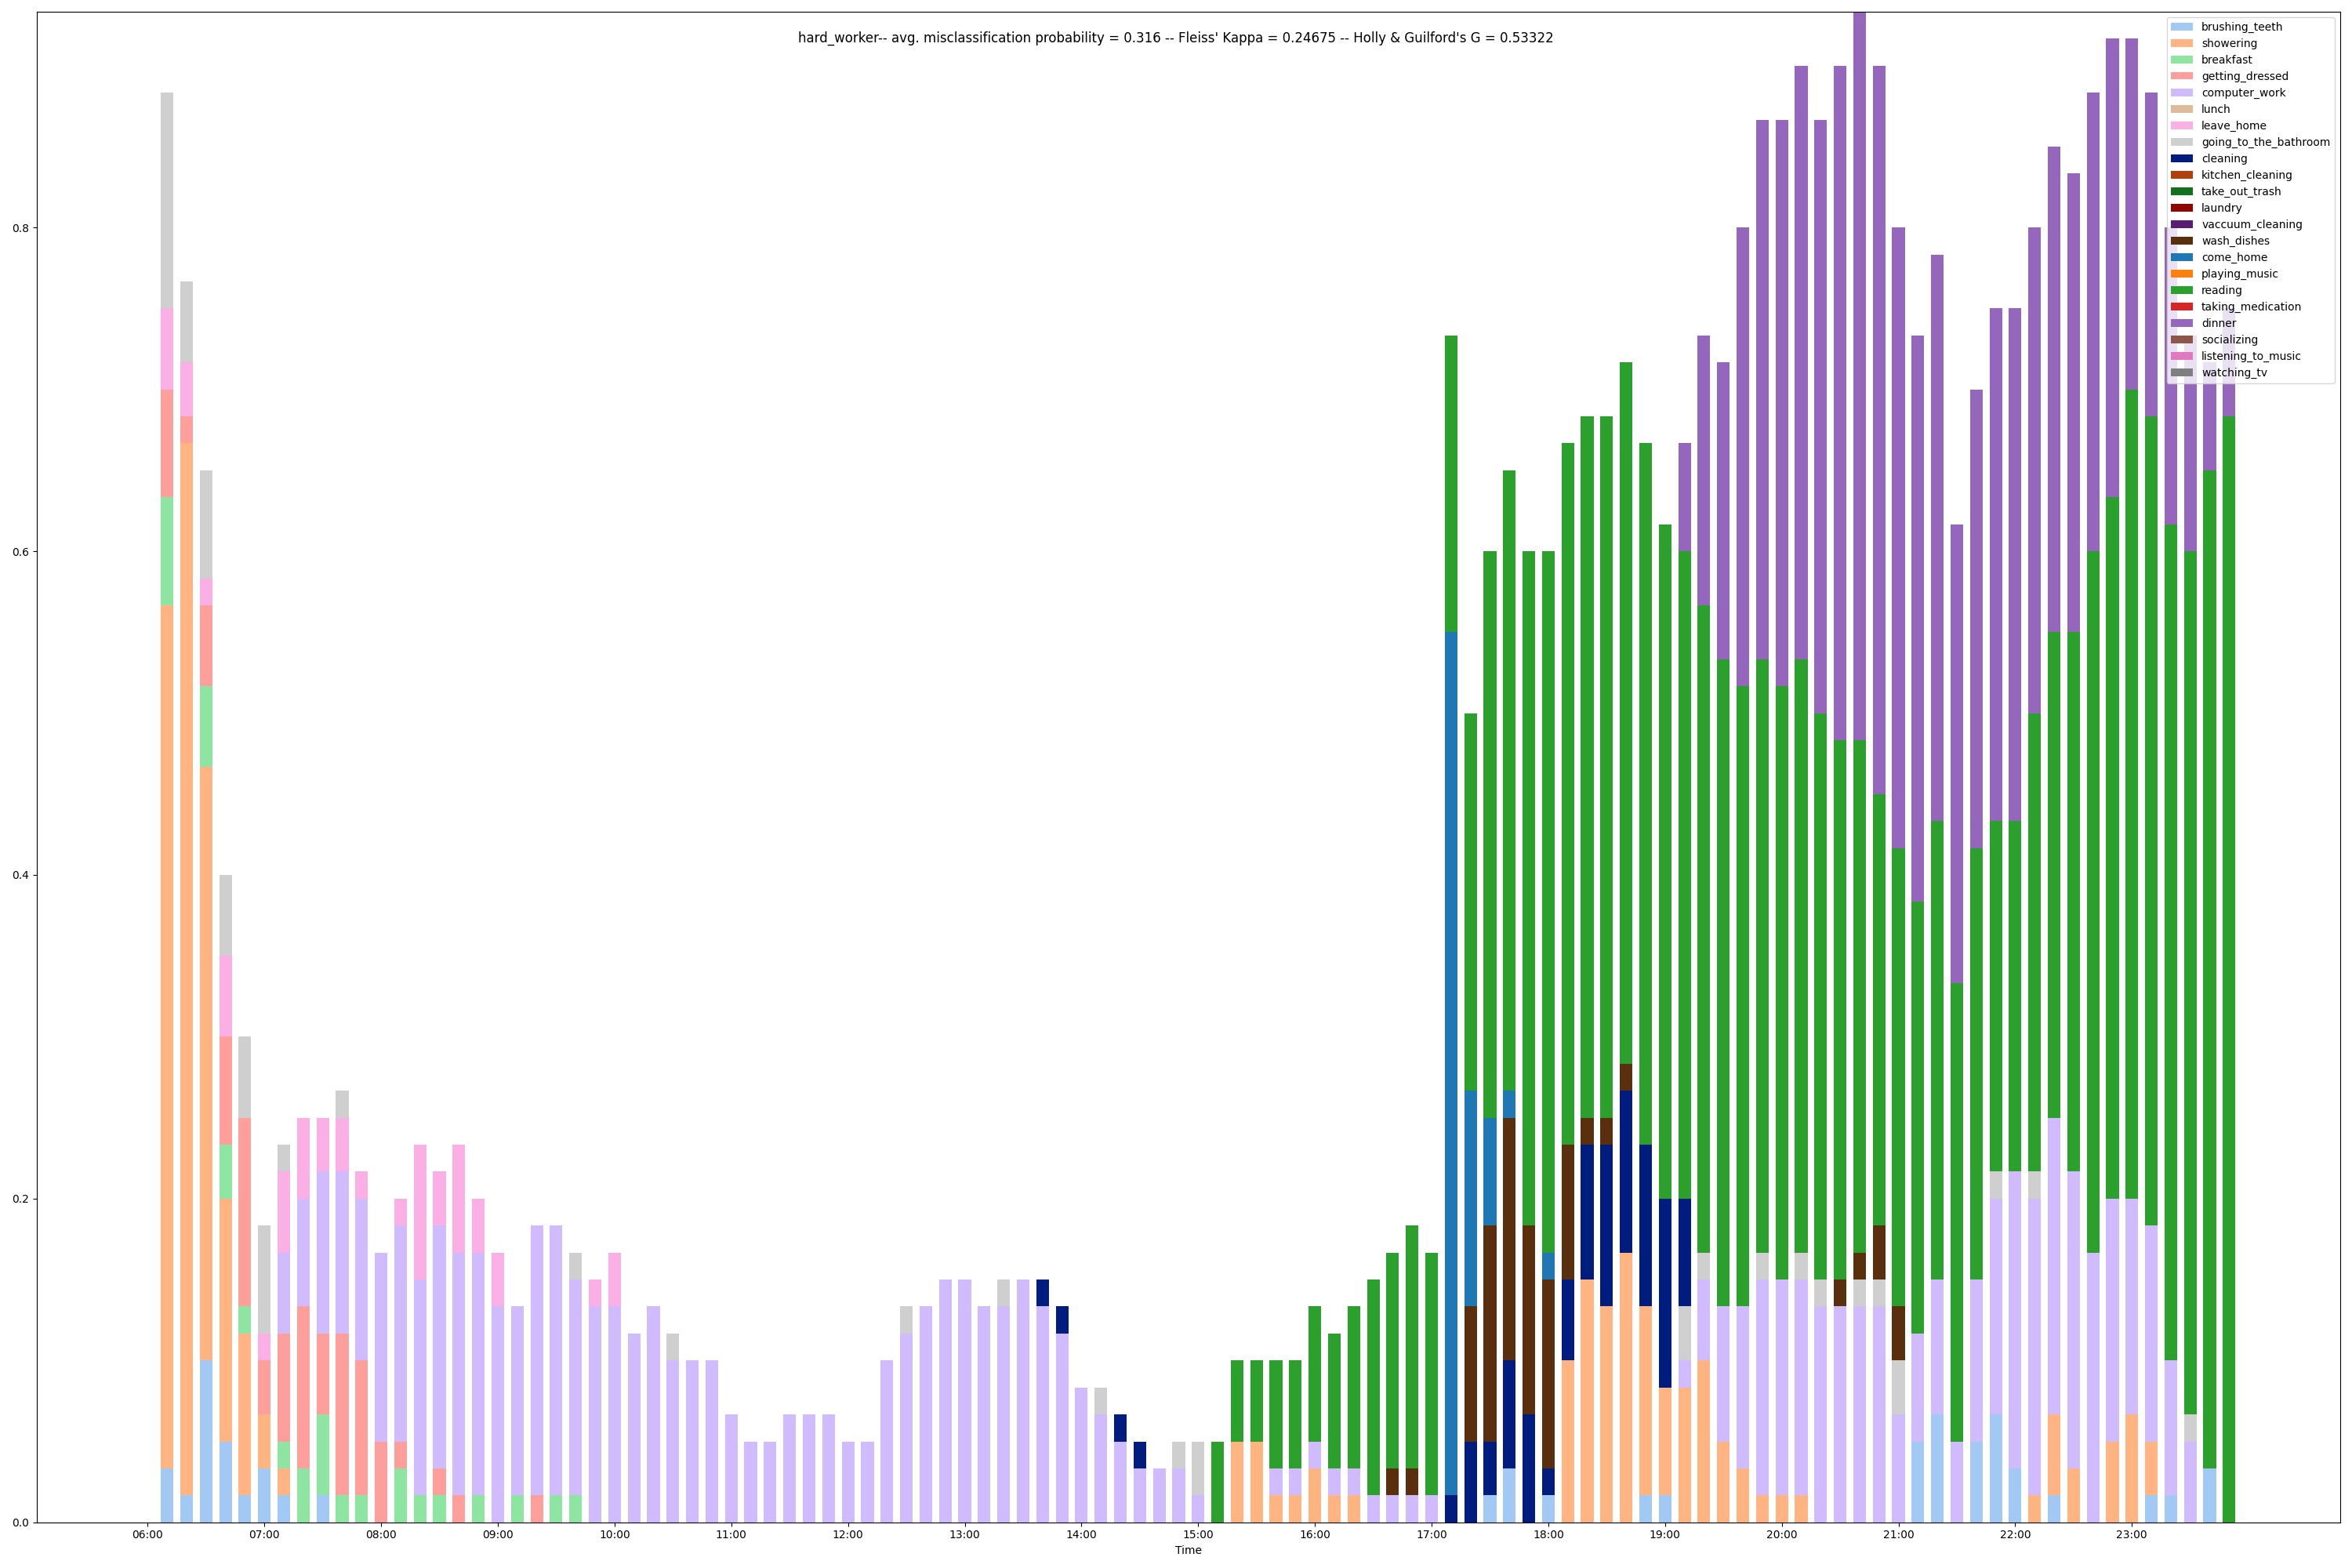 hard_worker-- avg. misclassification probability = 0.316 -- Fleiss' Kappa = 0.24675 -- Holly & Guilford's G = 0.53322
brushing_teeth
showering
breakfast
getting_dressed
computer_work
lunch
leave_home
going_to_the_bathroom
cleaning
kitchen_cleaning
take_out_trash
laundry
vaccuum_cleaning
wash_dishes
come_home
playing_music
reading
taking_medication
dinner
socializing
listening_to_music
watching_tv
0.8
0.6
0.4
0.2
0.0
06:00 07:00 08:00 09:00 10:00 11:00 12:00 13:00 14:00 15:00 16:00 17:00 18:00 19:00 20:00 21:00 22:00 23:00
Time